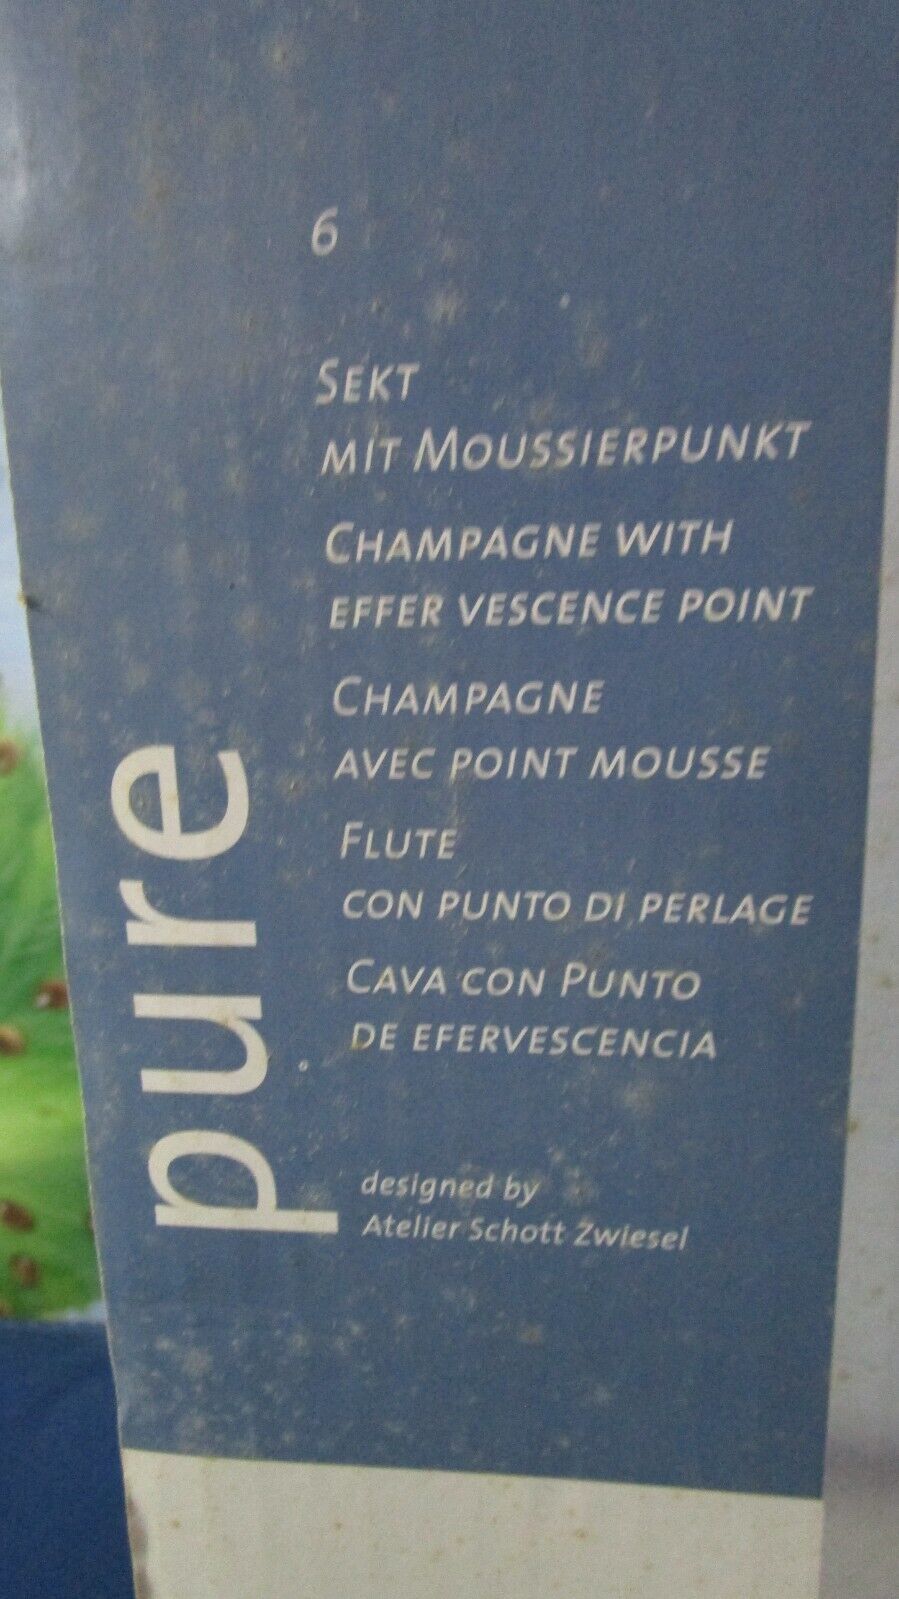 6
SEKT
MIT MOUSSIERPUNKT
CHAMPAGNE WITH
EFFER VESCENCE POINT
CHAMPAGNE
AVEC POINT MOUSSE
FLUTE
CON PUNTO DI PERLAGE
CAVA CON PUNTO
DE EFERVESCENCIA
designed by
Atelier Schott Zwiesel
pure